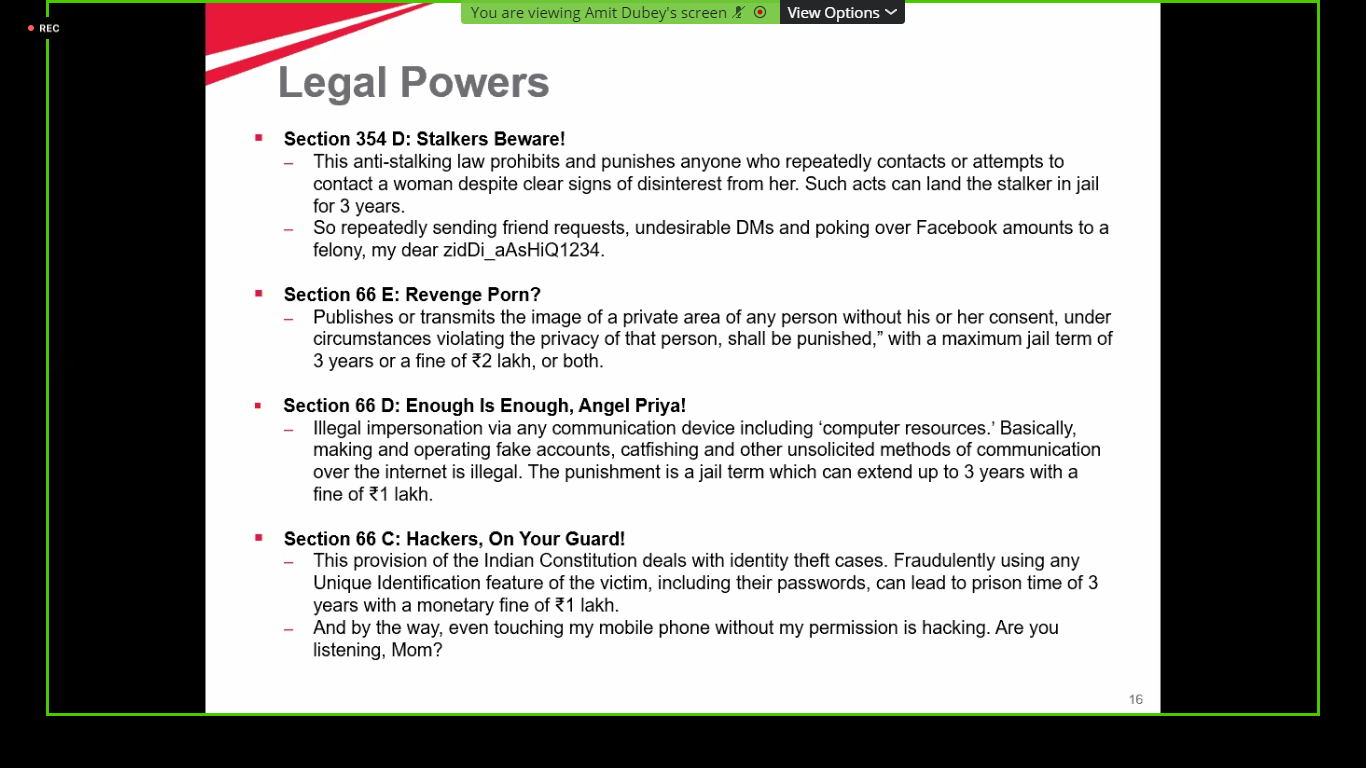 You are viewing Amit Dubey's screen
View Options
REC
Legal Powers
Section 354 D: Stalkers Beware!
– This anti-stalking law prohibits and punishes anyone who repeatedly contacts or attempts to
contact a woman despite clear signs of disinterest from her. Such acts can land the stalker in jail
for 3 years.
– So repeatedly sending friend requests, undesirable DMs and poking over Facebook amounts to a
felony, my dear zidDi_aAsHiQ1234.
Section 66 E: Revenge Porn?
– Publishes or transmits the image of a private area of any person without his or her consent, under
circumstances violating the privacy of that person, shall be punished,” with a maximum jail term of
3 years or a fine of ₹2 lakh, or both.
Section 66 D: Enough Is Enough, Angel Priya!
– Illegal impersonation via any communication device including ‘computer resources.’ Basically,
making and operating fake accounts, catfishing and other unsolicited methods of communication
over the internet is illegal. The punishment is a jail term which can extend up to 3 years with a
fine of ₹1 lakh.
Section 66 C: Hackers, On Your Guard!
– This provision of the Indian Constitution deals with identity theft cases. Fraudulently using any
Unique Identification feature of the victim, including their passwords, can lead to prison time of 3
years with a monetary fine of ₹1 lakh.
– And by the way, even touching my mobile phone without my permission is hacking. Are you
listening, Mom?
16